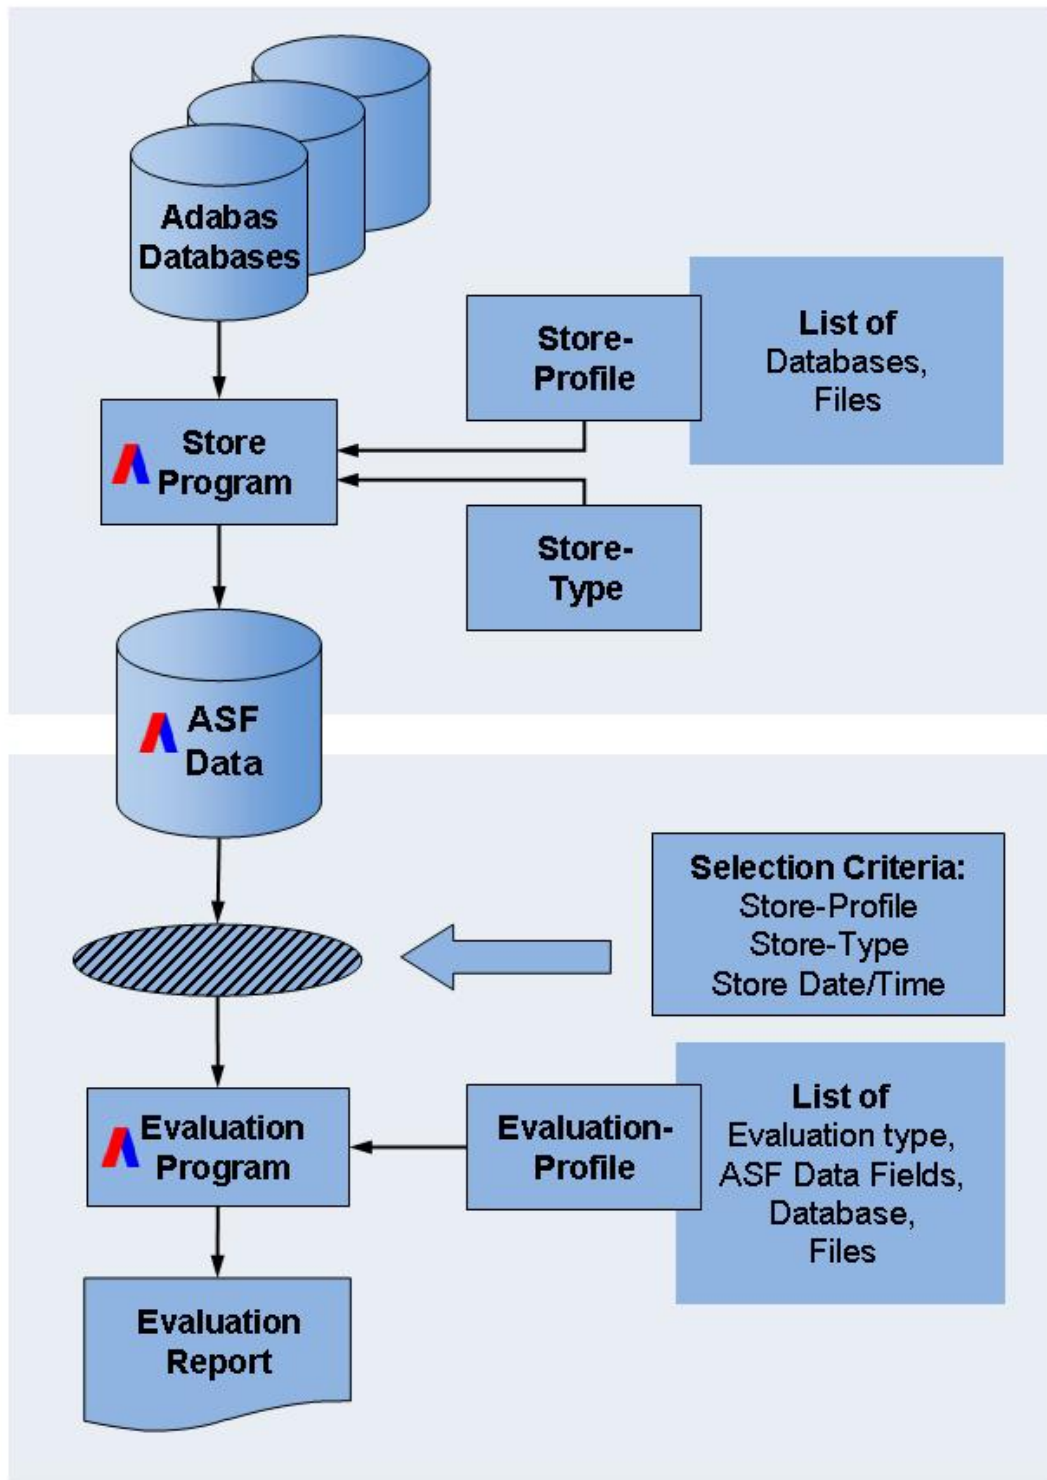 Adabas
Databases
Store-
Profile
List of
Databases,
Files
Store
Program
Store-
Type
ASF
Data
Selection Criteria:
Store-Profile
Store-Type
Store Date/Time
Evaluation
Program
Evaluation-
Profile
List of
Evaluation type,
ASF Data Fields,
Database,
Files
Evaluation
Report